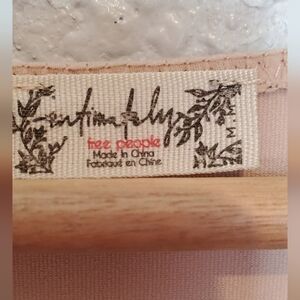 intimately
free people
Made in China
Fabriqué en Chine
M